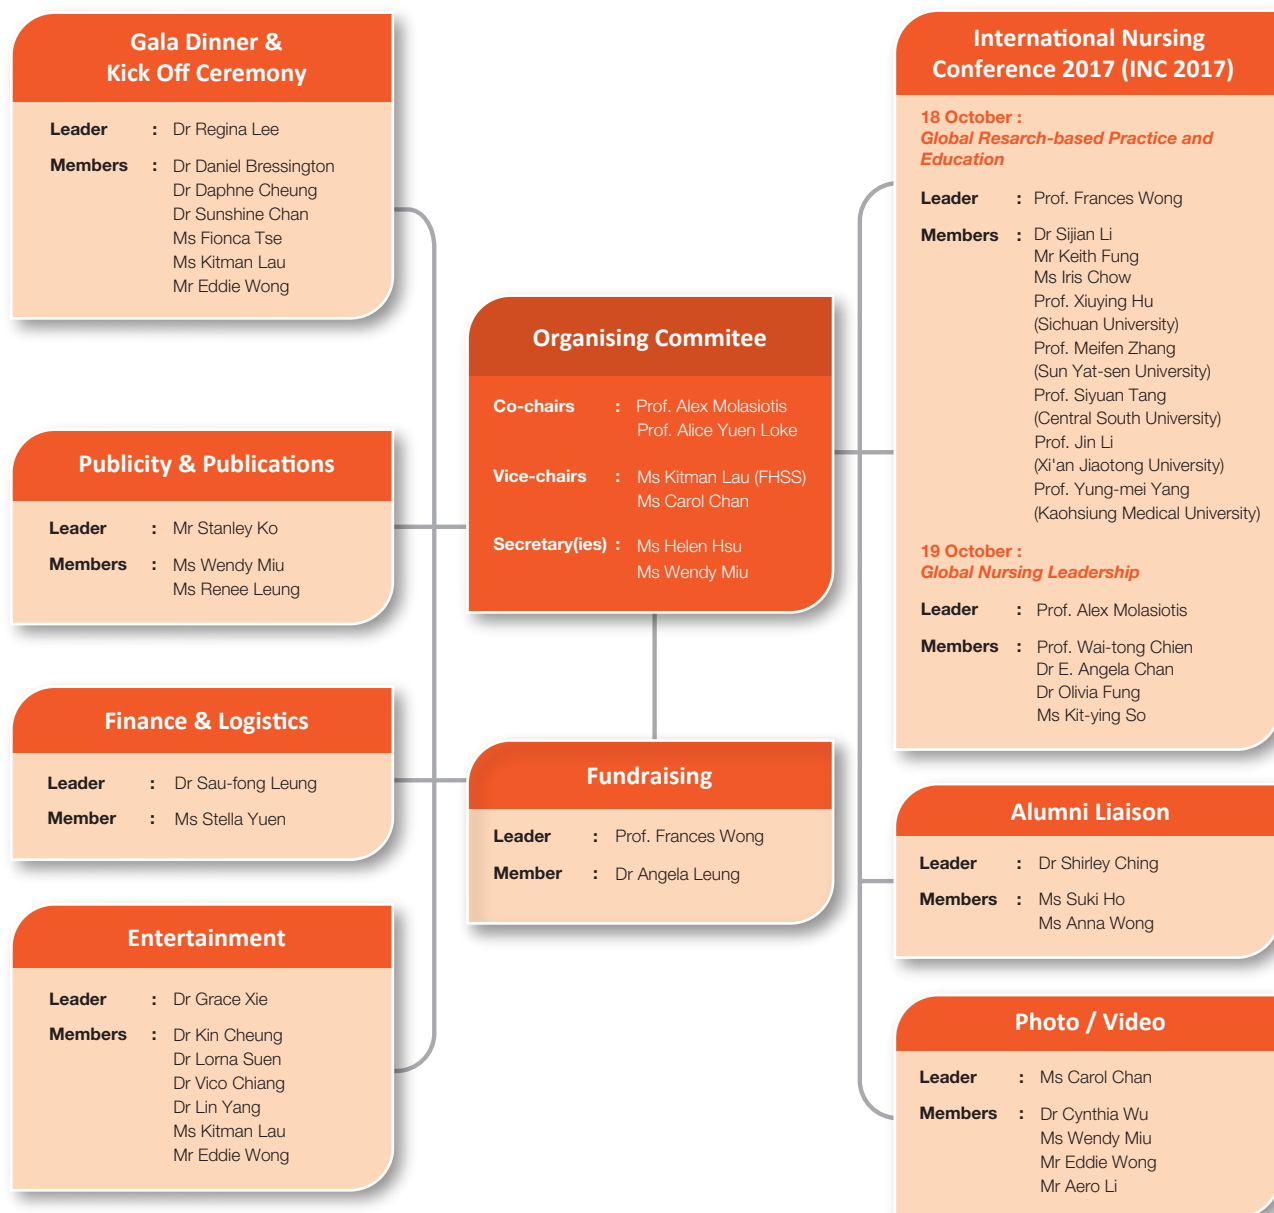 Gala Dinner &
Kick Off Ceremony
Leader : Dr Regina Lee
Members : Dr Daniel Bressington
Dr Daphne Cheung
Dr Sunshine Chan
Ms Fionca Tse
Ms Kitman Lau
Mr Eddie Wong
Publicity & Publications
Leader : Mr Stanley Ko
Members : Ms Wendy Miu
Ms Renee Leung
Finance & Logistics
Leader : Dr Sau-fong Leung
Member : Ms Stella Yuen
Entertainment
Leader : Dr Grace Xie
Members : Dr Kin Cheung
Dr Lorna Suen
Dr Vico Chiang
Dr Lin Yang
Ms Kitman Lau
Mr Eddie Wong
Organising Commitee
Co-chairs : Prof. Alex Molasiotis
Prof. Alice Yuen Loke
Vice-chairs : Ms Kitman Lau (FHSS)
Ms Carol Chan
Secretary(ies) : Ms Helen Hsu
Ms Wendy Miu
Fundraising
Leader : Prof. Frances Wong
Member : Dr Angela Leung
International Nursing
Conference 2017 (INC 2017)
18 October :
Global Resarch-based Practice and
Education
Leader : Prof. Frances Wong
Members : Dr Sijian Li
Mr Keith Fung
Ms Iris Chow
Prof. Xiuying Hu
(Sichuan University)
Prof. Meifen Zhang
(Sun Yat-sen University)
Prof. Siyuan Tang
(Central South University)
Prof. Jin Li
(Xi'an Jiaotong University)
Prof. Yung-mei Yang
(Kaohsiung Medical University)
19 October :
Global Nursing Leadership
Leader : Prof. Alex Molasiotis
Members : Prof. Wai-tong Chien
Dr E. Angela Chan
Dr Olivia Fung
Ms Kit-ying So
Alumni Liaison
Leader : Dr Shirley Ching
Members : Ms Suki Ho
Ms Anna Wong
Photo / Video
Leader : Ms Carol Chan
Members : Dr Cynthia Wu
Ms Wendy Miu
Mr Eddie Wong
Mr Aero Li